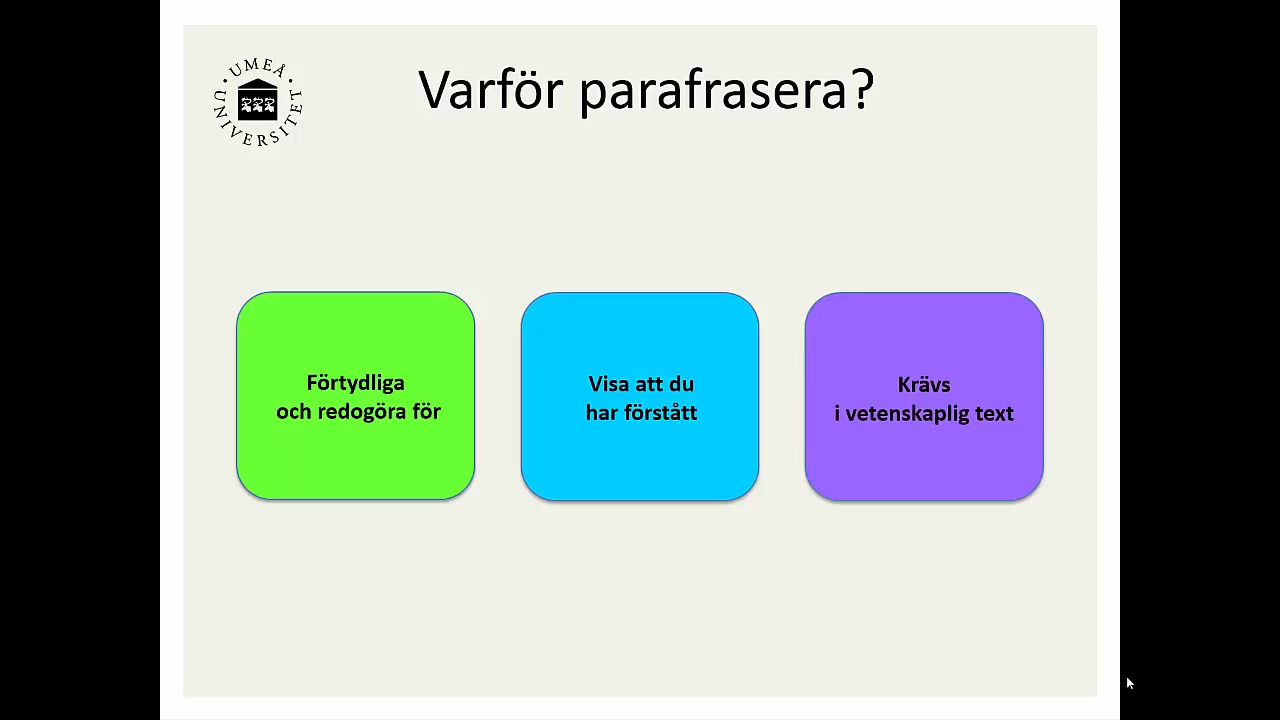 UMEÅ
UNIVERSITET
Varför parafrasera?
Förtydliga
och redogöra för
Visa att du
har förstått
Krävs
i vetenskaplig text